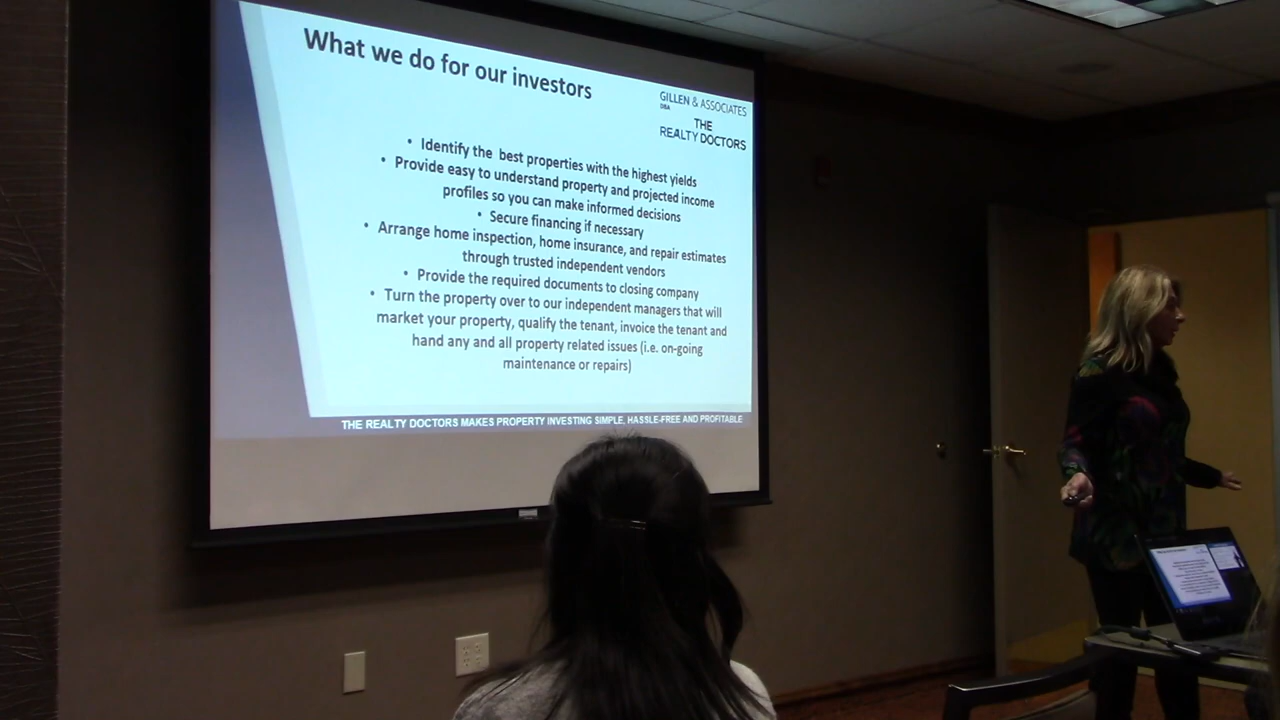 What we do for our investors
GILLEN & ASSOCIATES
DBA
THE
REALTY DOCTORS
• Identify the best properties with the highest yields
• Provide easy to understand property and projected income
profiles so you can make informed decisions
• Secure financing if necessary
• Arrange home inspection, home insurance, and repair estimates
through trusted independent vendors
• Provide the required documents to closing company
• Turn the property over to our independent managers that will
market your property, qualify the tenant, invoice the tenant and
hand any and all property related issues (i.e. on-going
maintenance or repairs)
THE REALTY DOCTORS MAKES PROPERTY INVESTING SIMPLE, HASSLE-FREE AND PROFITABLE